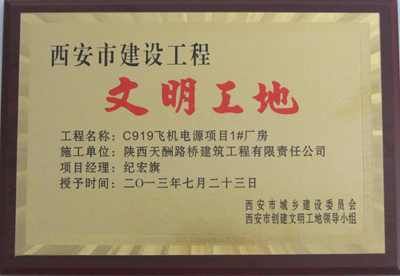 西安市建设工程
文明工地
工程名称：C919飞机电源项目1#厂房
施工单位：陕西天酬路桥建筑工程有限责任公司
项目经理：纪宏旗
授予时间：二O一三年七月二十三日
西安市城乡建设委员会
西安市创建文明工地领导小组